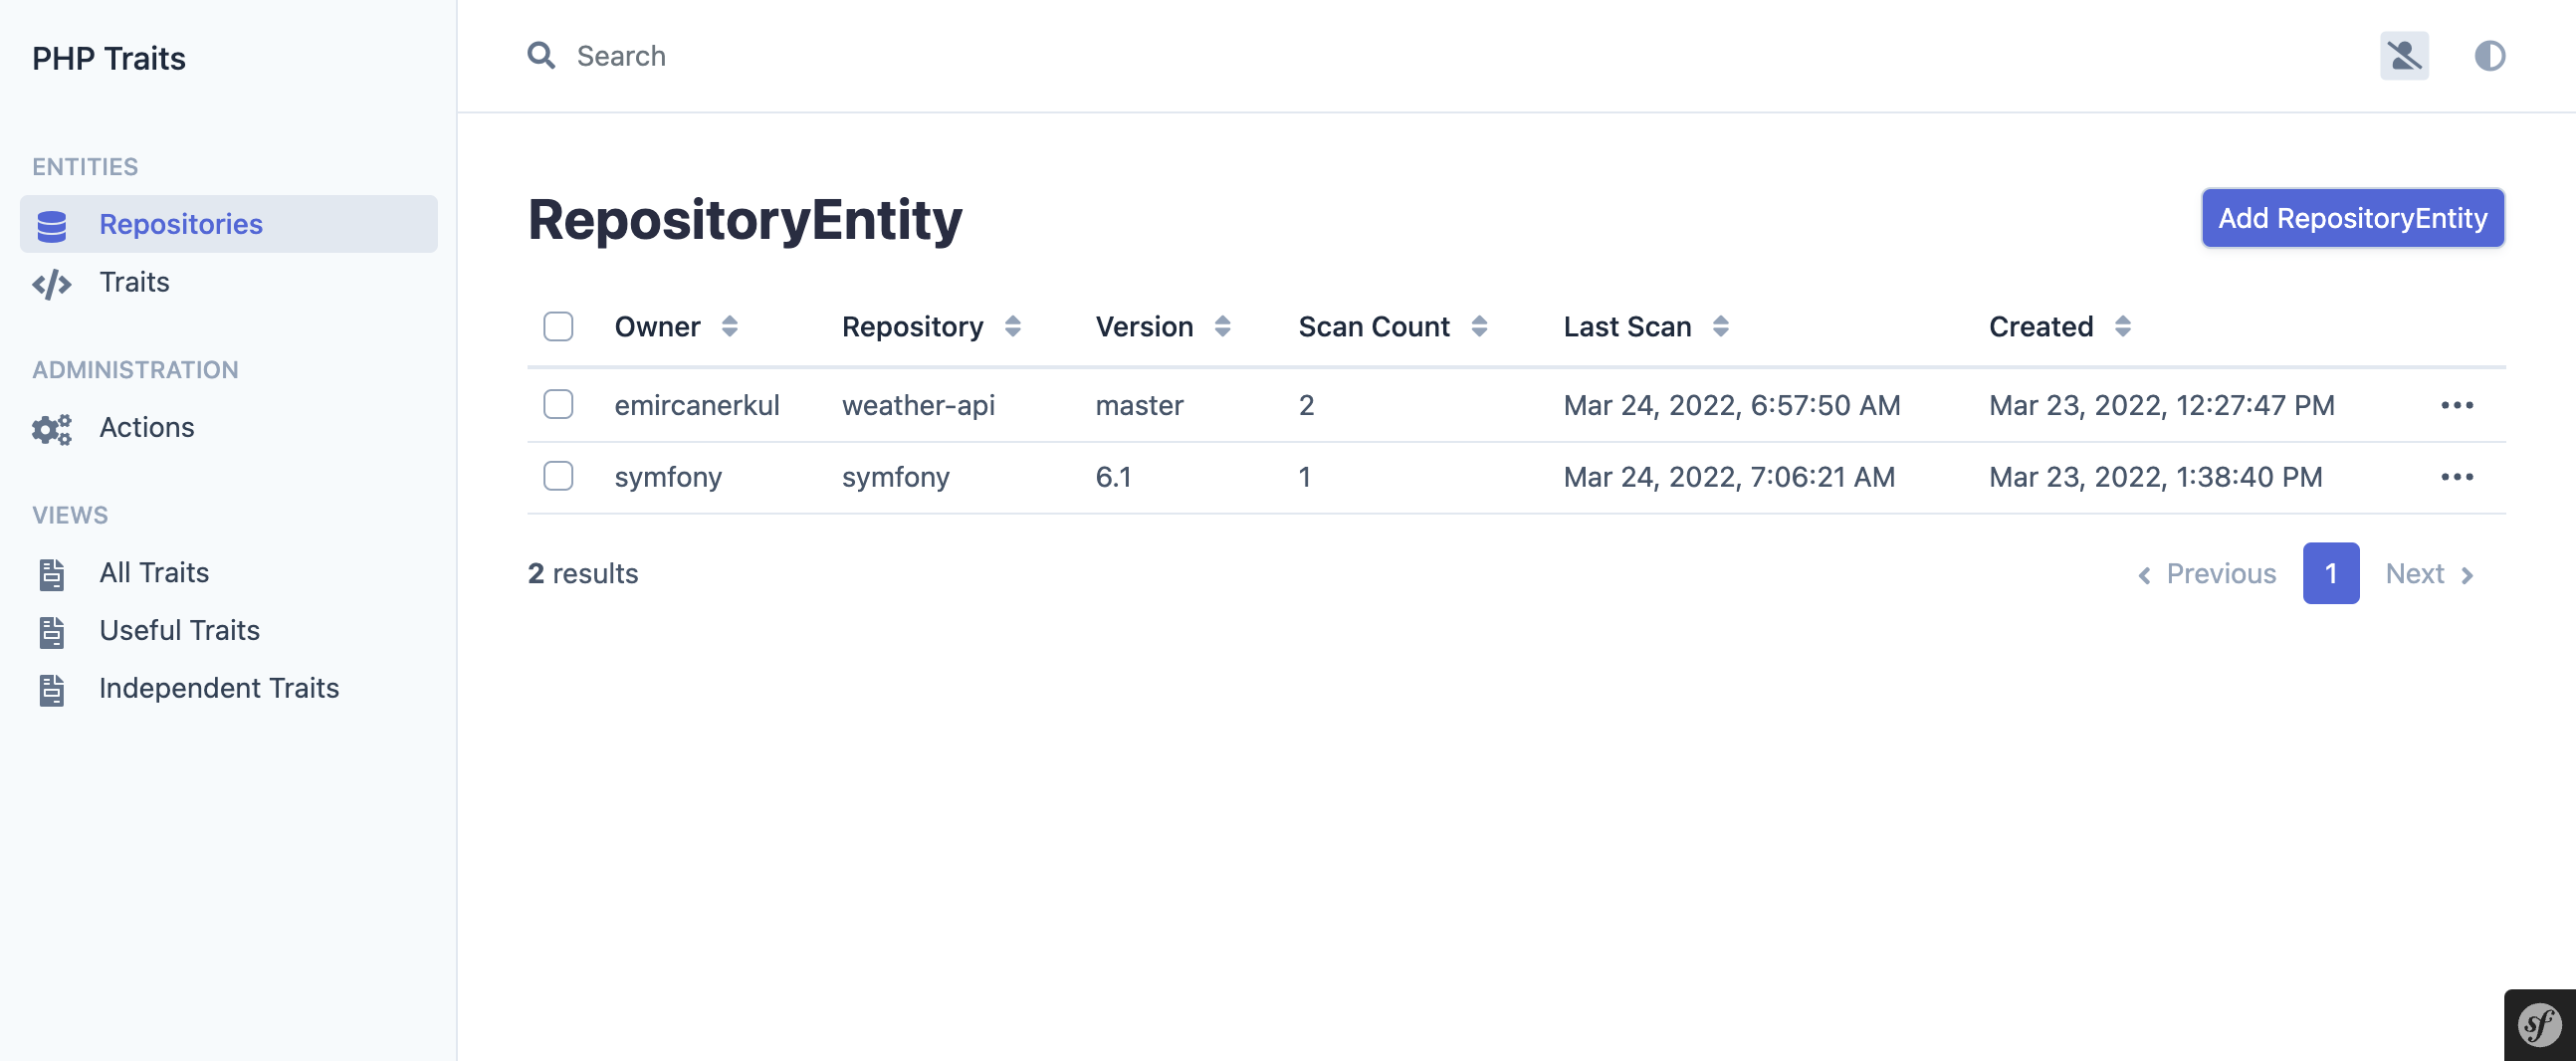 PHP Traits
Search
ENTITIES
Repositories
Traits
ADMINISTRATION
Actions
VIEWS
All Traits
Useful Traits
Independent Traits
RepositoryEntity
Add RepositoryEntity
Owner Repository Version Scan Count Last Scan Created
emircanerkul weather-api master 2 Mar 24, 2022, 6:57:50 AM Mar 23, 2022, 12:27:47 PM
symfony symfony 6.1 1 Mar 24, 2022, 7:06:21 AM Mar 23, 2022, 1:38:40 PM
2 results
Previous 1 Next
sf